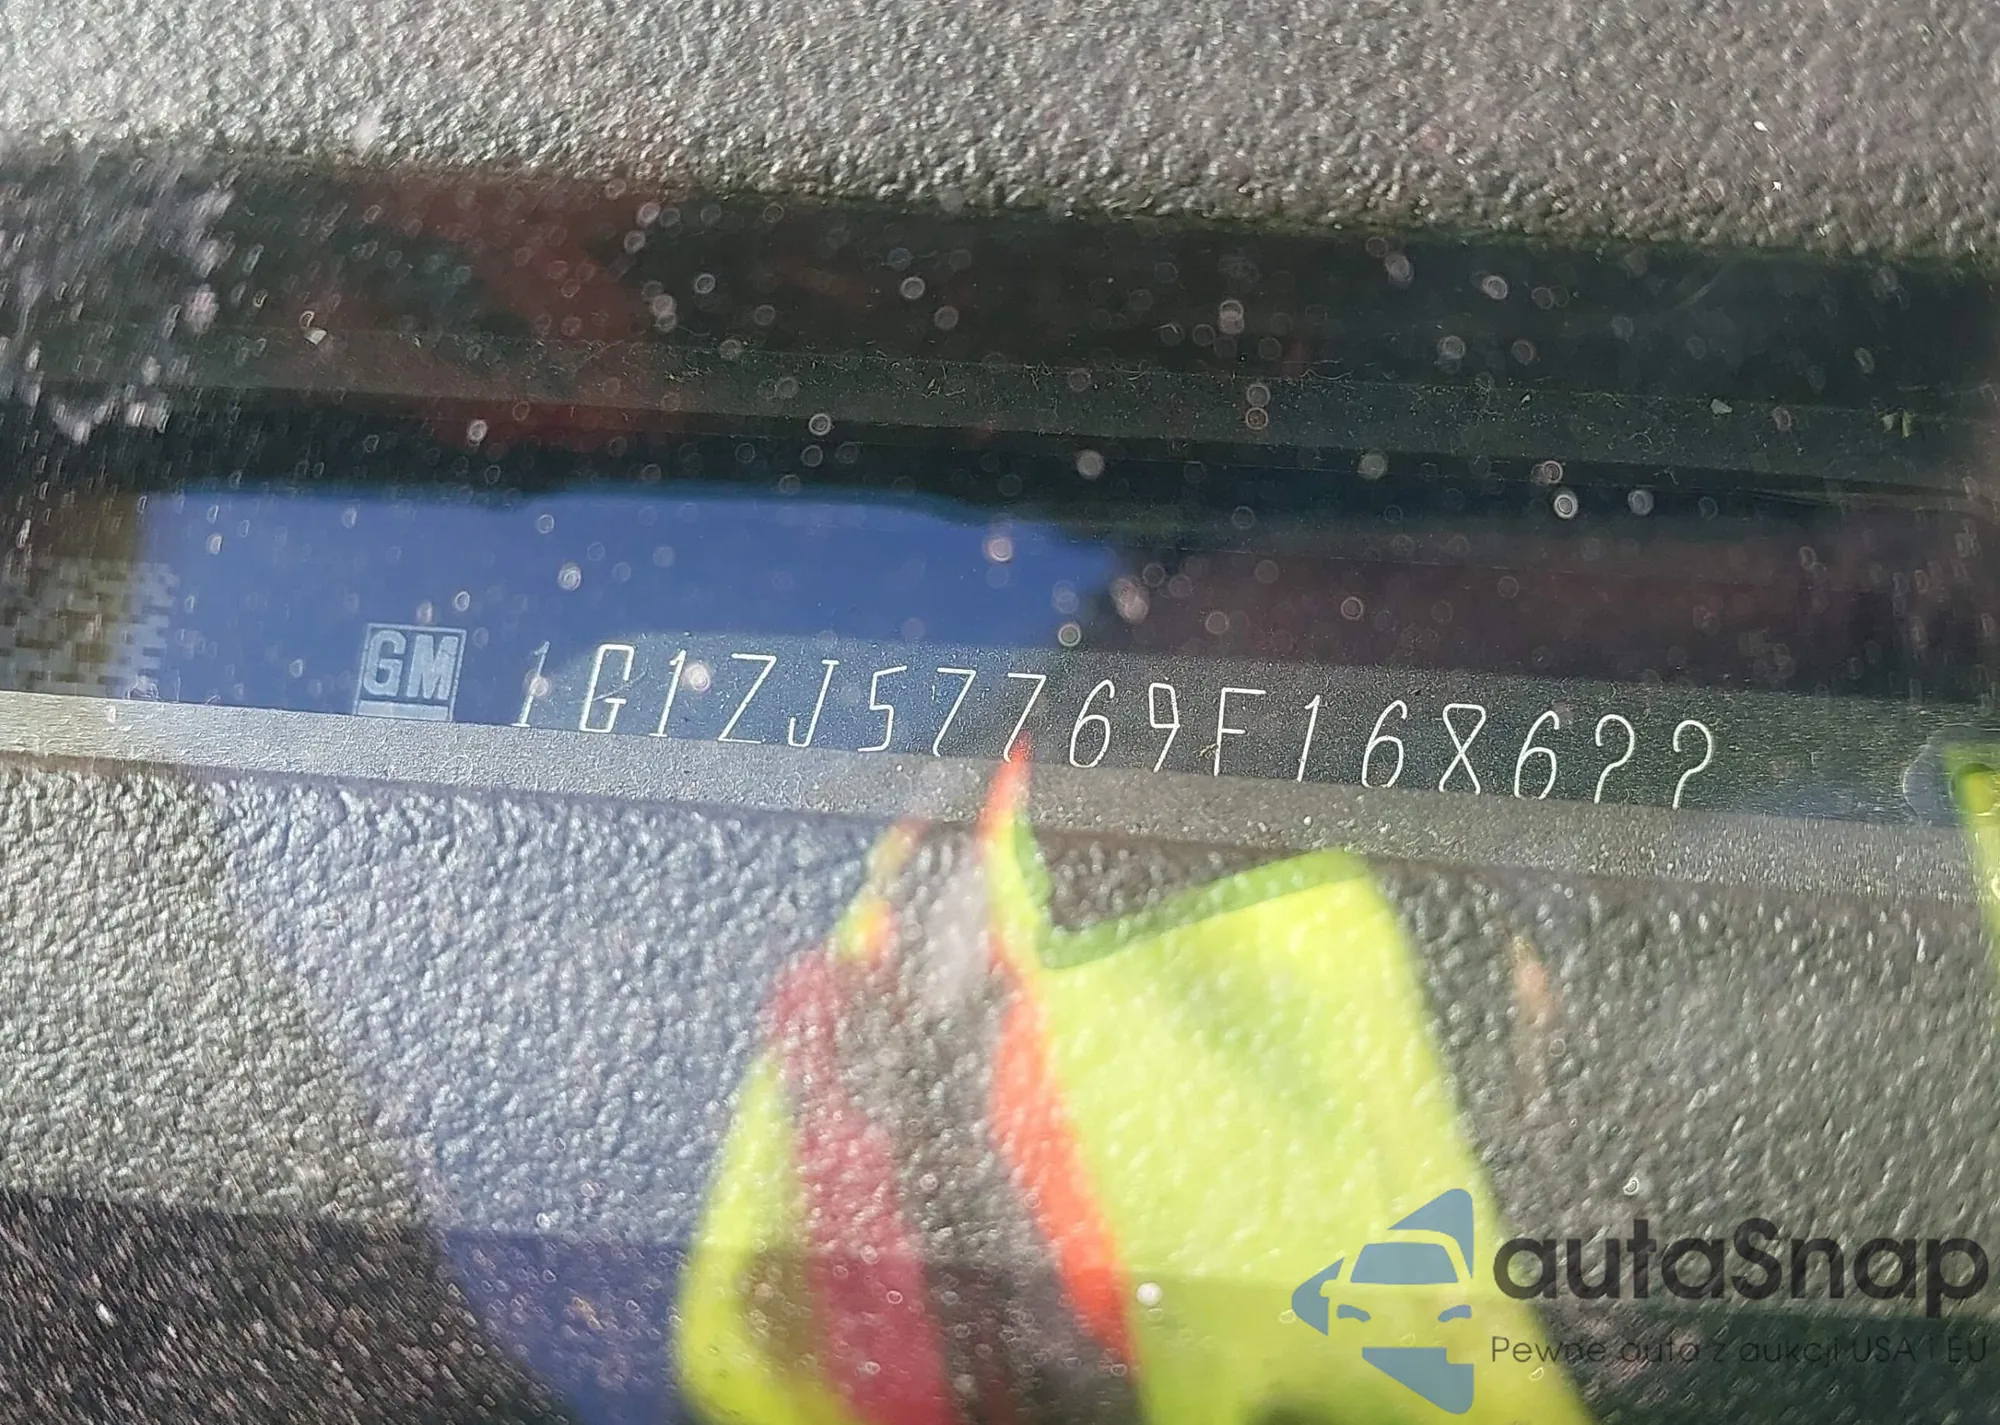 GM 1G1ZJ57769F168622
autaSnap
Pewne auta z aukcji USA i EU